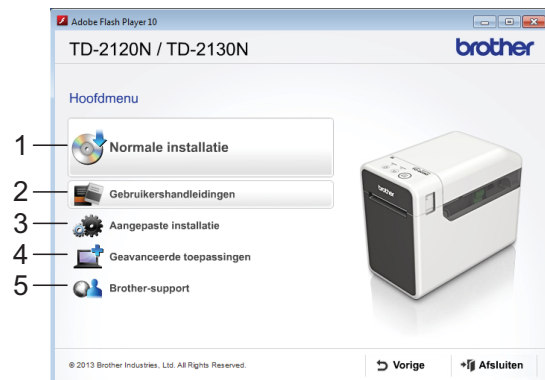 Adobe Flash Player 10
TD-2120N / TD-2130N
brother
Hoofdmenu
1 Normale installatie
2 Gebruikershandleidingen
3 Aangepaste installatie
4 Geavanceerde toepassingen
5 Brother-support
brother
© 2013 Brother Industries, Ltd. All Rights Reserved.
Vorige
Afsluiten